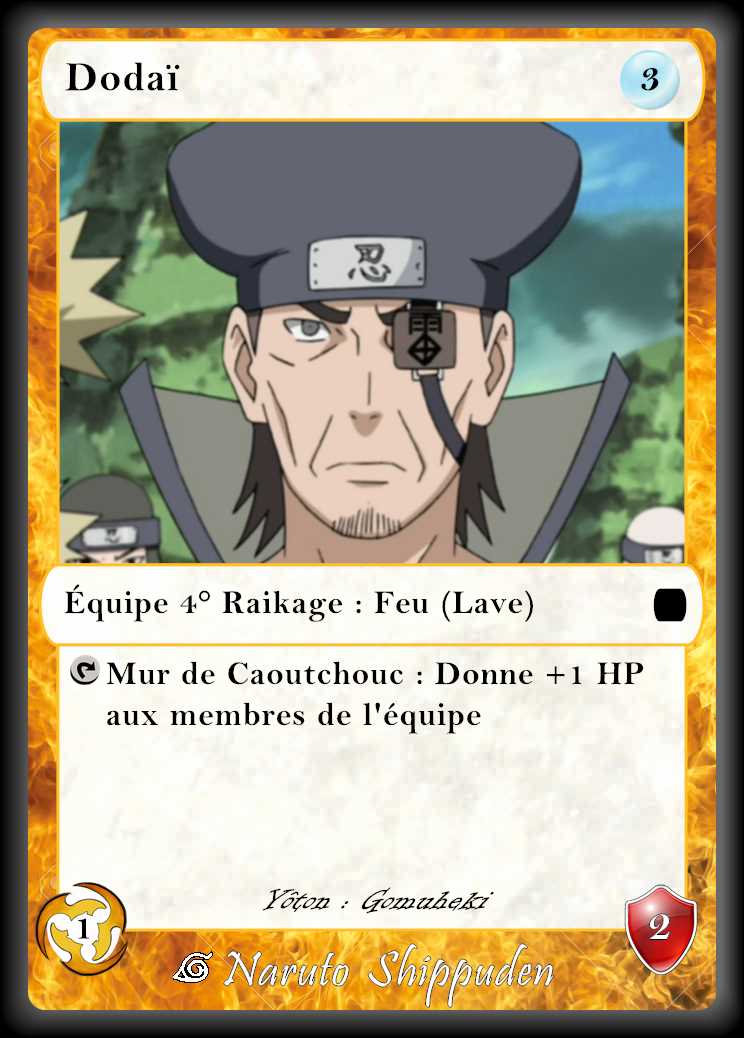 Dodaï
3
忍
雷
Équipe 4° Raikage : Feu (Lave)
Mur de Caoutchouc : Donne +1 HP
aux membres de l'équipe
Yôton : Gomuheki
1
2
Naruto Shippuden